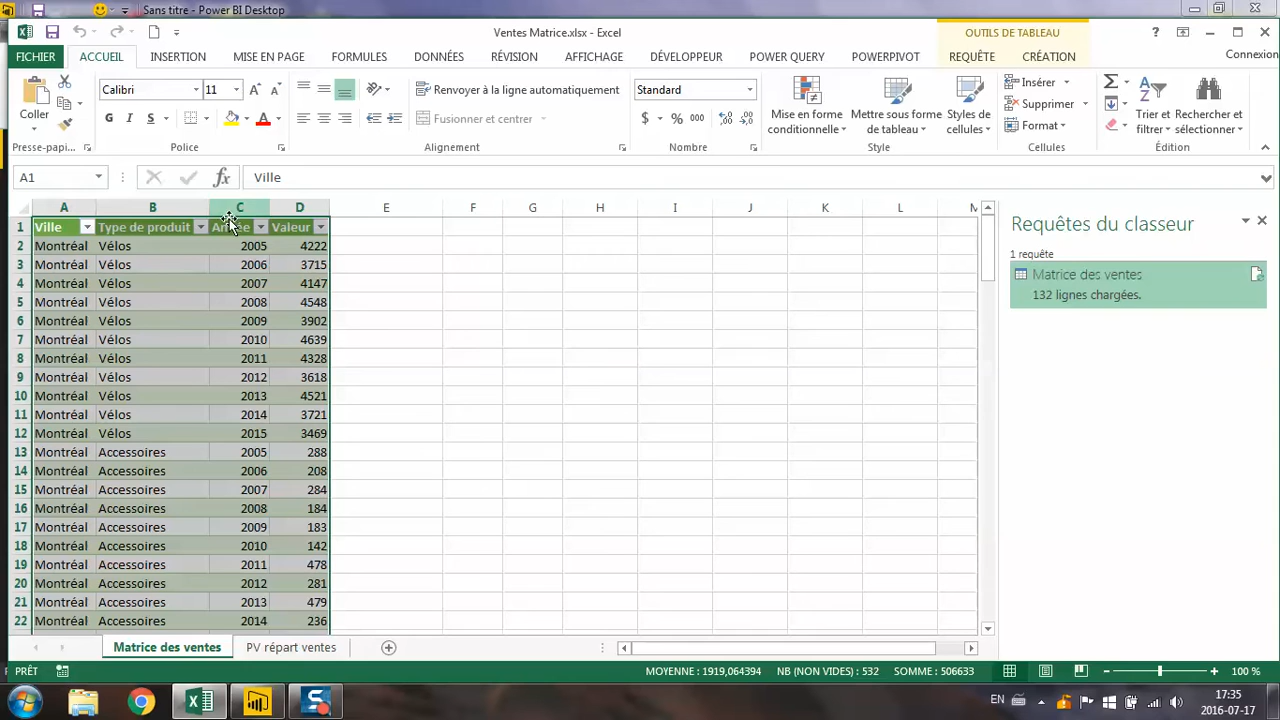 Sans titre - Power BI Desktop
Ventes Matrice.xlsx - Excel
OUTILS DE TABLEAU
FICHIER ACCUEIL INSERTION MISE EN PAGE FORMULES DONNÉES RÉVISION AFFICHAGE DÉVELOPPEUR POWER QUERY POWERPIVOT REQUÊTE CRÉATION Connexion
Coller
Calibri 11
Renvoyer à la ligne automatiquement
Standard
Mise en forme conditionnelle
Mettre sous forme de tableau
Styles de cellules
Insérer
Supprimer
Format
Trier et filtrer
Rechercher et sélectionner
G I S
Fusionner et centrer
$ % 000
Presse-papi... Police Alignement Nombre Style Cellules Édition
A1 Ville
A B C D E F G H I J K L M
1 Ville Type de produit Année Valeur
2 Montréal Vélos 2005 4222
3 Montréal Vélos 2006 3715
4 Montréal Vélos 2007 4147
5 Montréal Vélos 2008 4548
6 Montréal Vélos 2009 3902
7 Montréal Vélos 2010 4639
8 Montréal Vélos 2011 4328
9 Montréal Vélos 2012 3618
10 Montréal Vélos 2013 4521
11 Montréal Vélos 2014 3721
12 Montréal Vélos 2015 3469
13 Montréal Accessoires 2005 288
14 Montréal Accessoires 2006 208
15 Montréal Accessoires 2007 284
16 Montréal Accessoires 2008 184
17 Montréal Accessoires 2009 183
18 Montréal Accessoires 2010 142
19 Montréal Accessoires 2011 478
20 Montréal Accessoires 2012 281
21 Montréal Accessoires 2013 479
22 Montréal Accessoires 2014 236
Requêtes du classeur
1 requête
Matrice des ventes
132 lignes chargées.
Matrice des ventes PV répart ventes
PRÊT MOYENNE : 1919,064394 NB (NON VIDES) : 532 SOMME : 506633 100 %
EN 17:35
2016-07-17